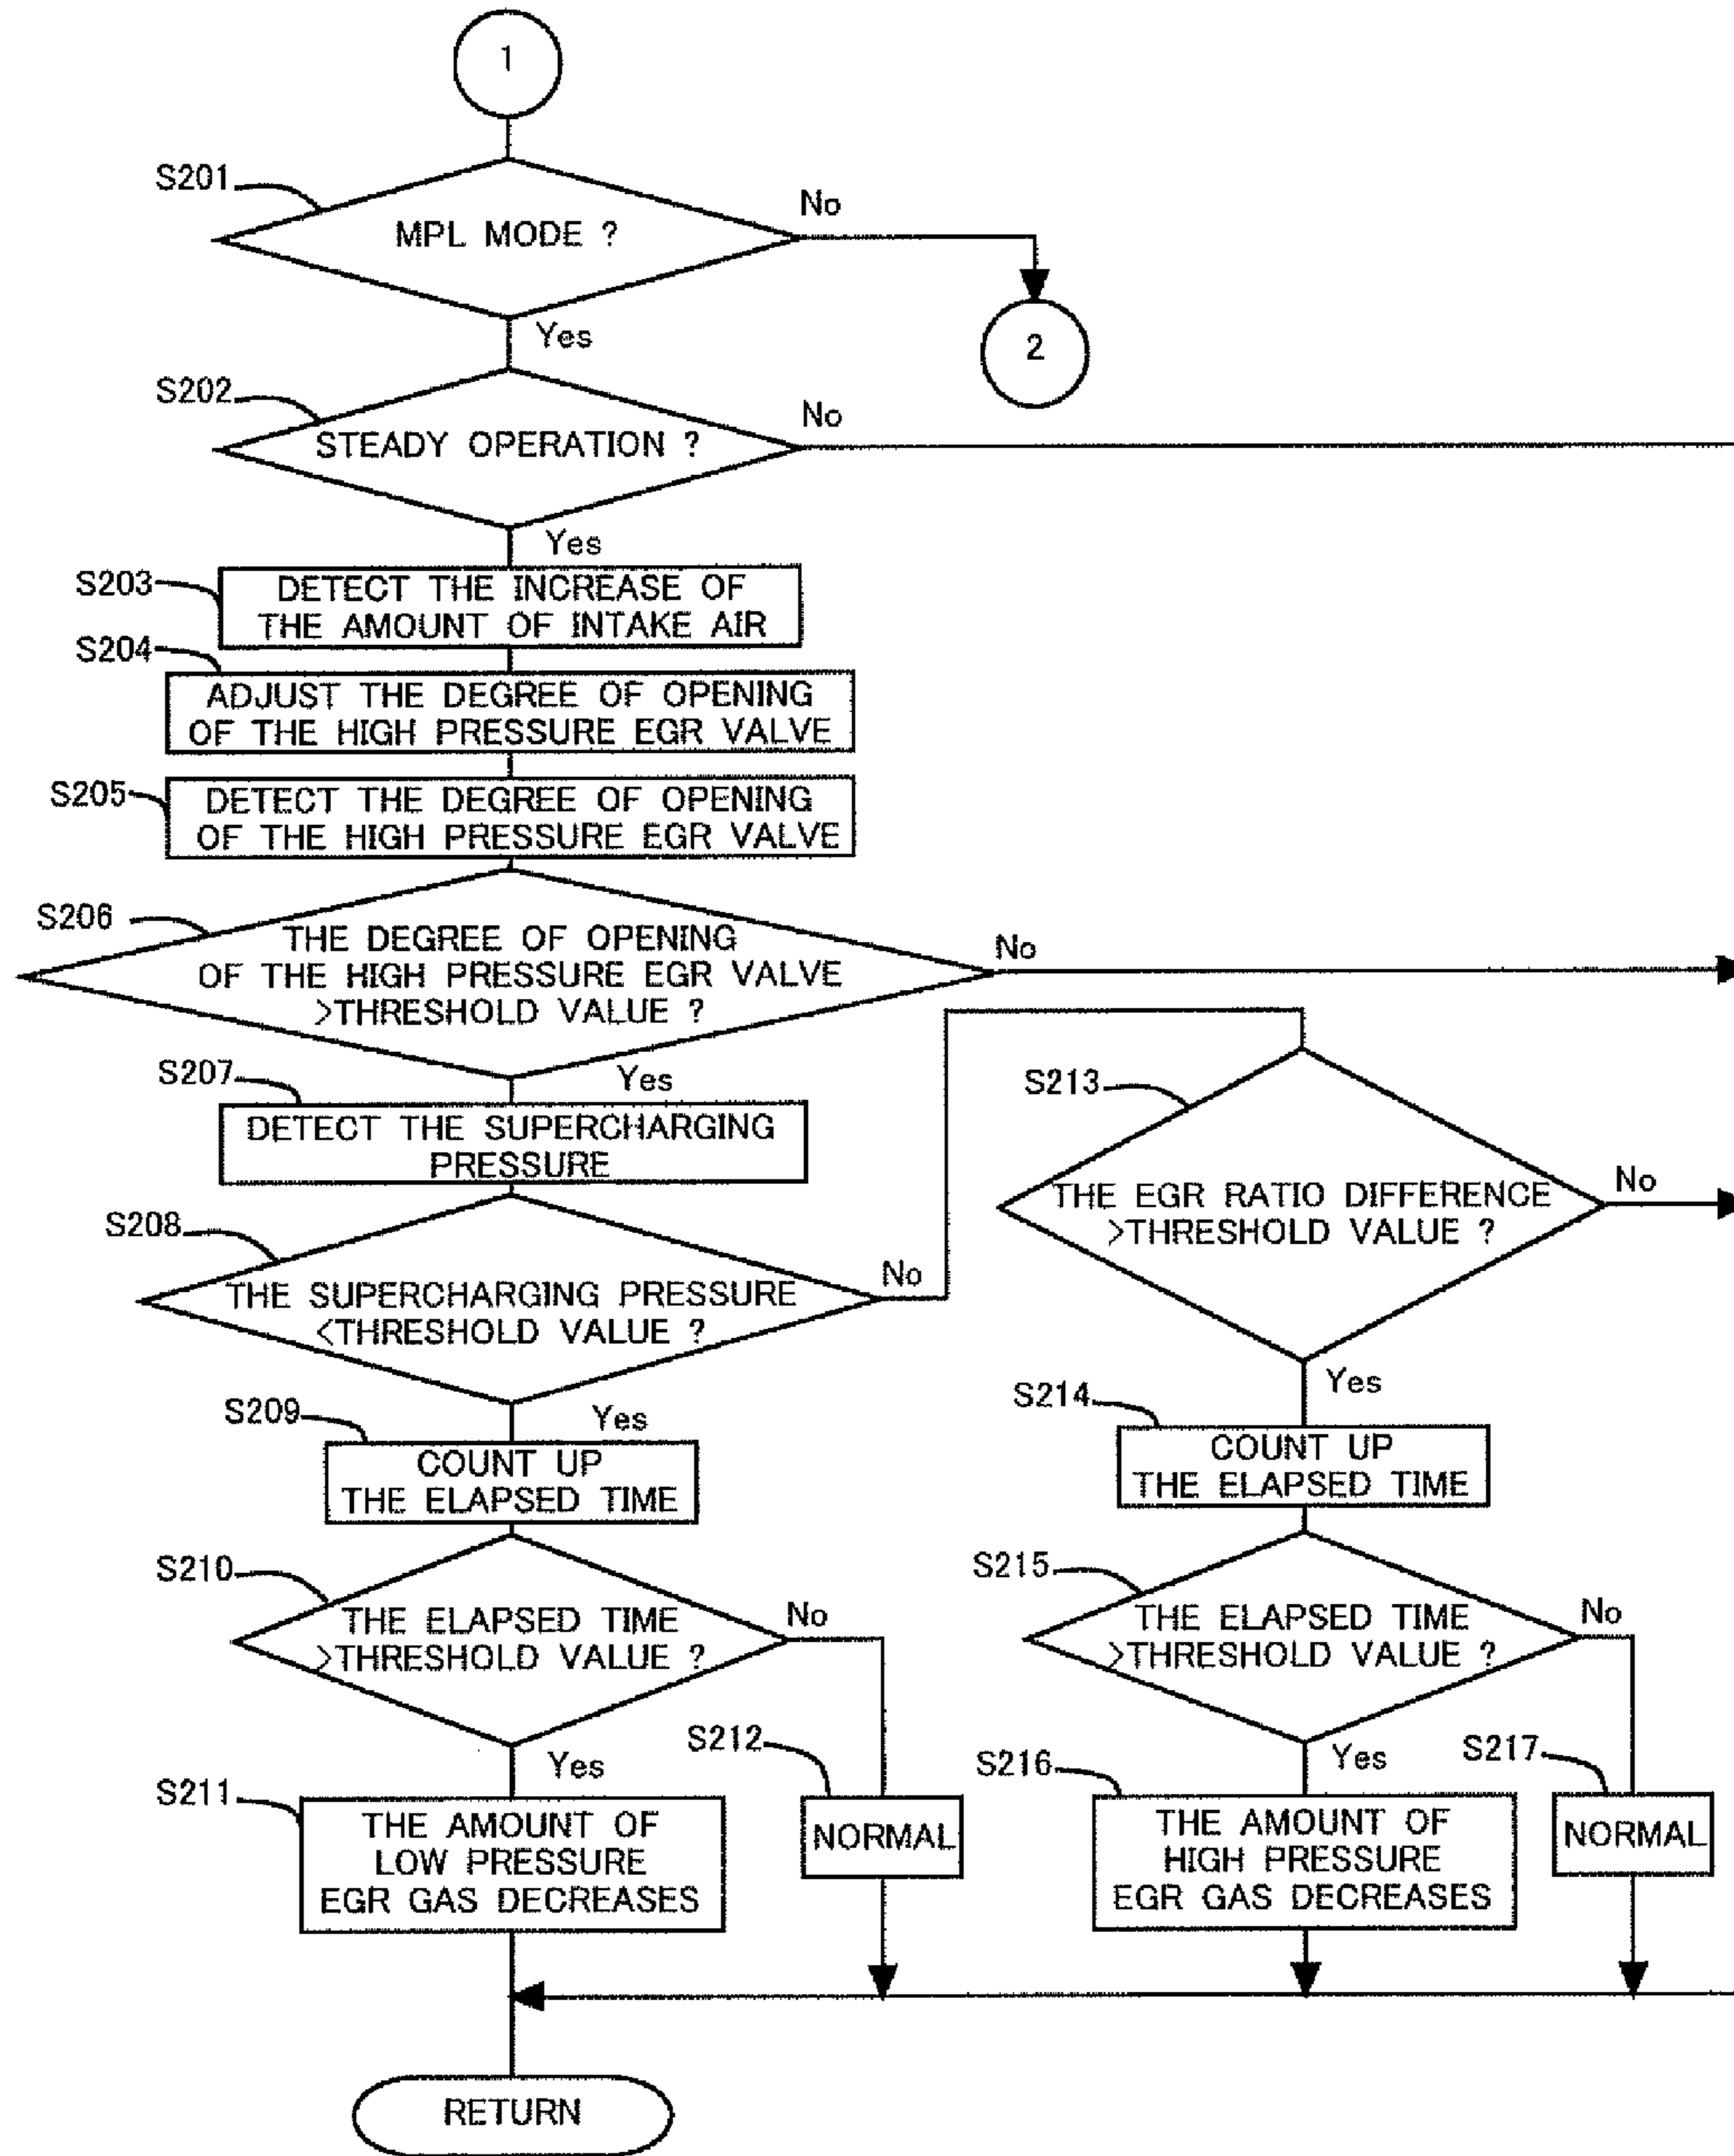 1
S201
MPL MODE ?
No
2
Yes
S202
STEADY OPERATION ?
No
Yes
S203
DETECT THE INCREASE OF
THE AMOUNT OF INTAKE AIR
S204
ADJUST THE DEGREE OF OPENING
OF THE HIGH PRESSURE EGR VALVE
S205
DETECT THE DEGREE OF OPENING
OF THE HIGH PRESSURE EGR VALVE
S206
THE DEGREE OF OPENING
OF THE HIGH PRESSURE EGR VALVE
>THRESHOLD VALUE ?
No
Yes
S207
DETECT THE SUPERCHARGING
PRESSURE
S208
THE SUPERCHARGING PRESSURE
<THRESHOLD VALUE ?
No
Yes
S209
COUNT UP
THE ELAPSED TIME
S210
THE ELAPSED TIME
>THRESHOLD VALUE ?
No
Yes
S211
THE AMOUNT OF
LOW PRESSURE
EGR GAS DECREASES
S212
NORMAL
S213
THE EGR RATIO DIFFERENCE
>THRESHOLD VALUE ?
No
Yes
S214
COUNT UP
THE ELAPSED TIME
S215
THE ELAPSED TIME
>THRESHOLD VALUE ?
No
Yes
S216
THE AMOUNT OF
HIGH PRESSURE
EGR GAS DECREASES
S217
NORMAL
RETURN